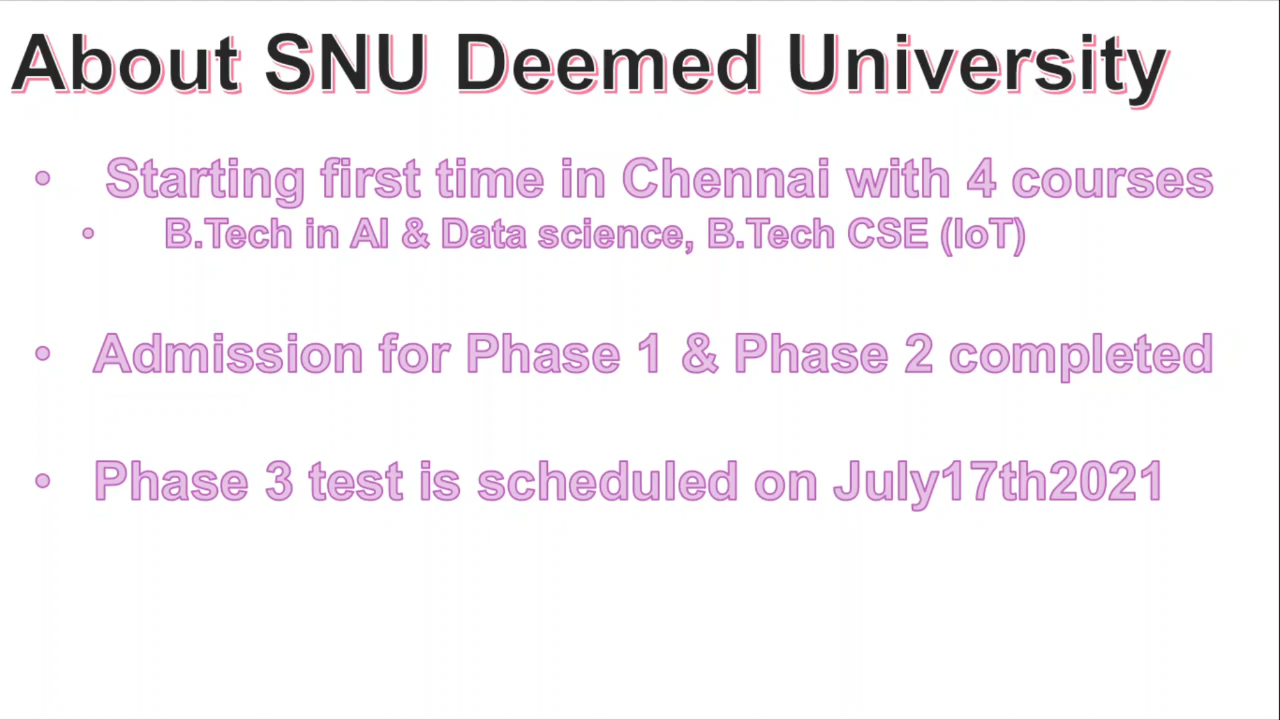 About SNU Deemed University
• Starting first time in Chennai with 4 courses
• B.Tech in AI & Data science, B.Tech CSE (IoT)
• Admission for Phase 1 & Phase 2 completed
• Phase 3 test is scheduled on July17th2021